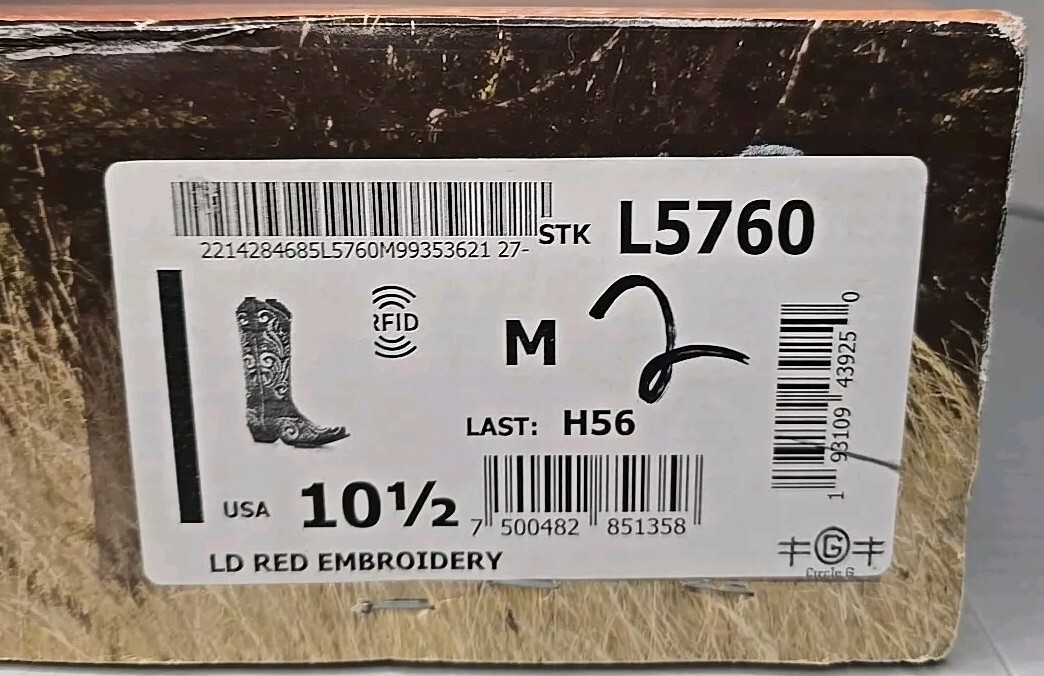 2214284685L5760M99353621 27-
STK L5760
RFID
M 2
LAST: H56
USA 10½
7 500482 851358
LD RED EMBROIDERY
1 93109 43925 0
G
Circle G